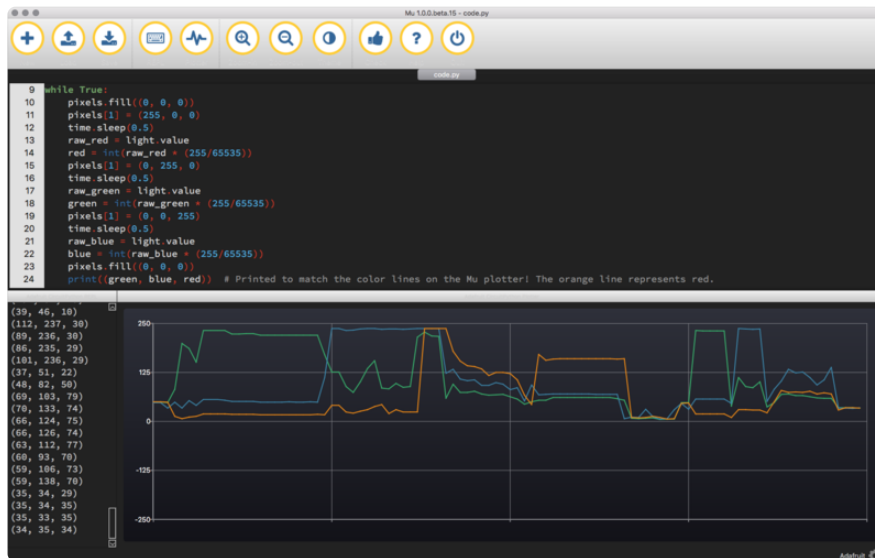 Mu 1.0.0.beta.15 - code.py
code.py
9 while True:
10 pixels.fill((0, 0, 0))
11 pixels[1] = (255, 0, 0)
12 time.sleep(0.5)
13 raw_red = light.value
14 red = int(raw_red * (255/65535))
15 pixels[1] = (0, 255, 0)
16 time.sleep(0.5)
17 raw_green = light.value
18 green = int(raw_green * (255/65535))
19 pixels[1] = (0, 0, 255)
20 time.sleep(0.5)
21 raw_blue = light.value
22 blue = int(raw_blue * (255/65535))
23 pixels.fill((0, 0, 0))
24 print((green, blue, red)) # Printed to match the color lines on the Mu plotter! The orange line represents red.
(39, 46, 10)
(112, 237, 30)
(89, 236, 30)
(86, 235, 29)
(101, 236, 29)
(37, 51, 22)
(48, 82, 50)
(69, 103, 79)
(70, 133, 74)
(66, 124, 75)
(66, 126, 74)
(63, 112, 77)
(60, 93, 70)
(59, 106, 73)
(59, 138, 70)
(35, 34, 29)
(35, 34, 35)
(35, 33, 35)
(34, 35, 34)
250
125
0
-125
-250
Adafruit